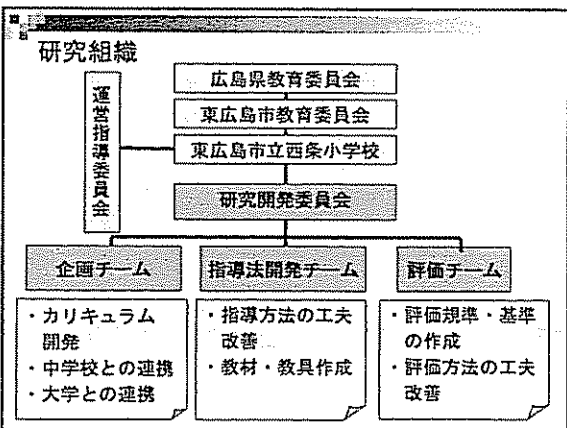 研究組織
運営指導委員会
広島県教育委員会
東広島市教育委員会
東広島市立西条小学校
研究開発委員会
企画チーム
・カリキュラム
開発
・中学校との連携
・大学との連携
指導法開発チーム
・指導方法の工夫
改善
・教材・教具作成
評価チーム
・評価規準・基準
の作成
・評価方法の工夫
改善